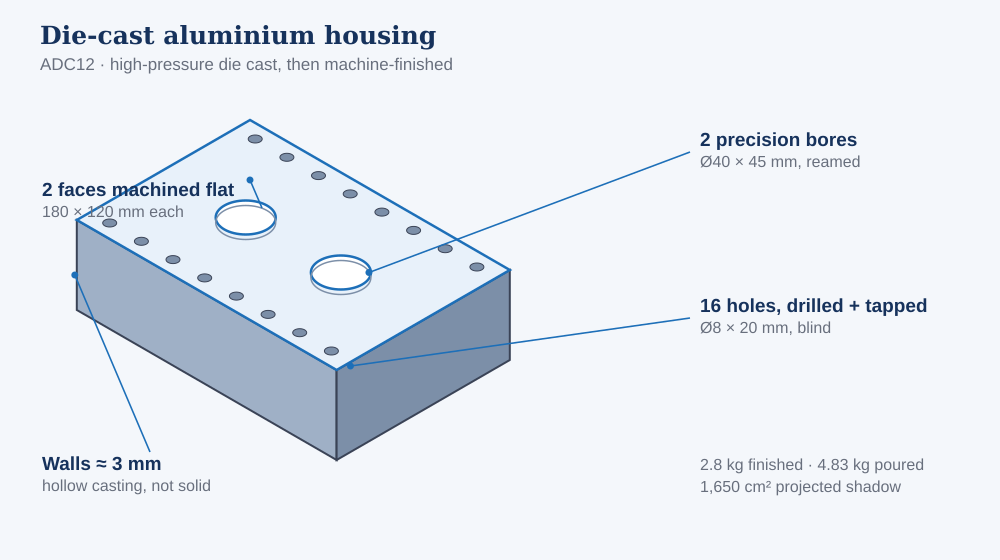 Die-cast aluminium housing
ADC12 · high-pressure die cast, then machine-finished
2 precision bores
Ø40 × 45 mm, reamed
2 faces machined flat
180 × 120 mm each
16 holes, drilled + tapped
Ø8 × 20 mm, blind
Walls ≈ 3 mm
hollow casting, not solid
2.8 kg finished · 4.83 kg poured
1,650 cm² projected shadow